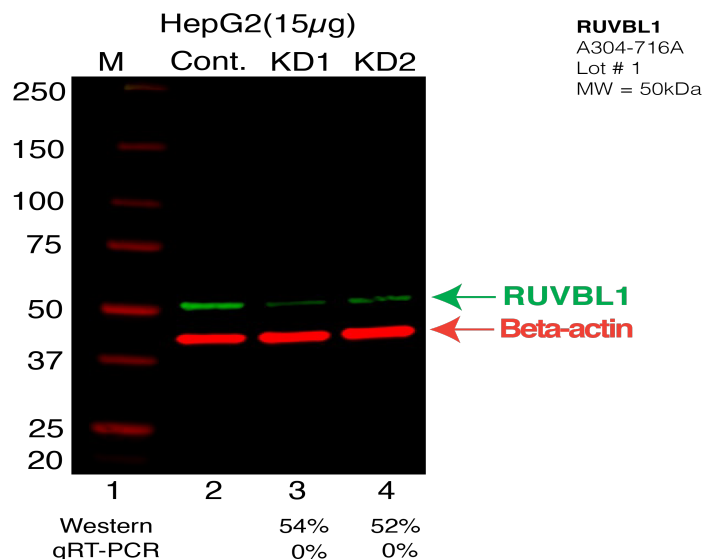 HepG2(15µg)
M Cont. KD1 KD2
RUVBL1
A304-716A
Lot # 1
MW = 50kDa
250
150
100
75
50
37
25
20
RUVBL1
Beta-actin
1 2 3 4
Western 54% 52%
qRT-PCR 0% 0%